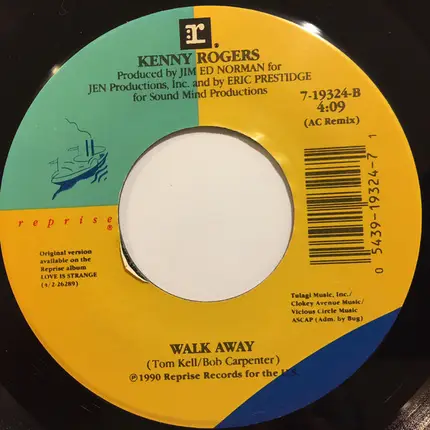 r.
KENNY ROGERS
Produced by JIM ED NORMAN for
JEN Productions, Inc. and by ERIC PRESTIDGE
for Sound Mind Productions
7-19324-B
4:09
(AC Remix)
reprise®
Original version
available on the
Reprise album
LOVE IS STRANGE
(4/2 26289)
0 5439-19324-7 1
Tulagi Music, Inc./
Clokey Avenue Music/
Vicious Circle Music
ASCAP (Adm. by Bug)
WALK AWAY
(Tom Kell/Bob Carpenter)
℗1990 Reprise Records for the U.S.